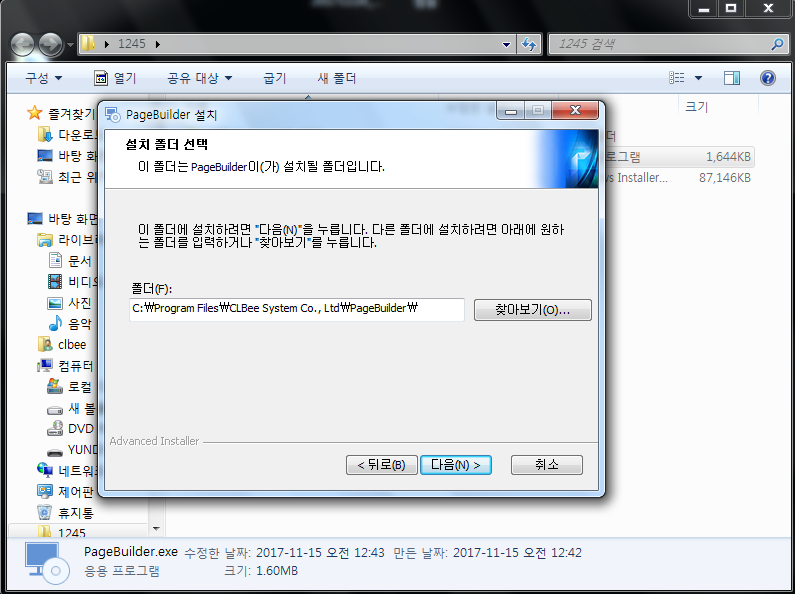 1245
1245 검색
구성
열기
공유 대상
굽기
새 폴더
즐겨찾기
다운로
바탕 화
최근 위
바탕 화면
라이브
문서
비디오
사진
음악
clbee
컴퓨터
로컬
새 볼
DVD
YUND
네트워
제어판
휴지통
1245
크기
로그램 1,644KB
ws Installer... 87,146KB
PageBuilder 설치
설치 폴더 선택
이 폴더는 PageBuilder이(가) 설치될 폴더입니다.
이 폴더에 설치하려면 "다음(N)"을 누릅니다. 다른 폴더에 설치하려면 아래에 원하
는 폴더를 입력하거나 "찾아보기"를 누릅니다.
폴더(F):
C:₩Program Files₩CLBee System Co., Ltd₩PageBuilder₩
찾아보기(O)...
Advanced Installer
< 뒤로(B)
다음(N) >
취소
PageBuilder.exe 수정한 날짜: 2017-11-15 오전 12:43 만든 날짜: 2017-11-15 오전 12:42
응용 프로그램 크기: 1.60MB